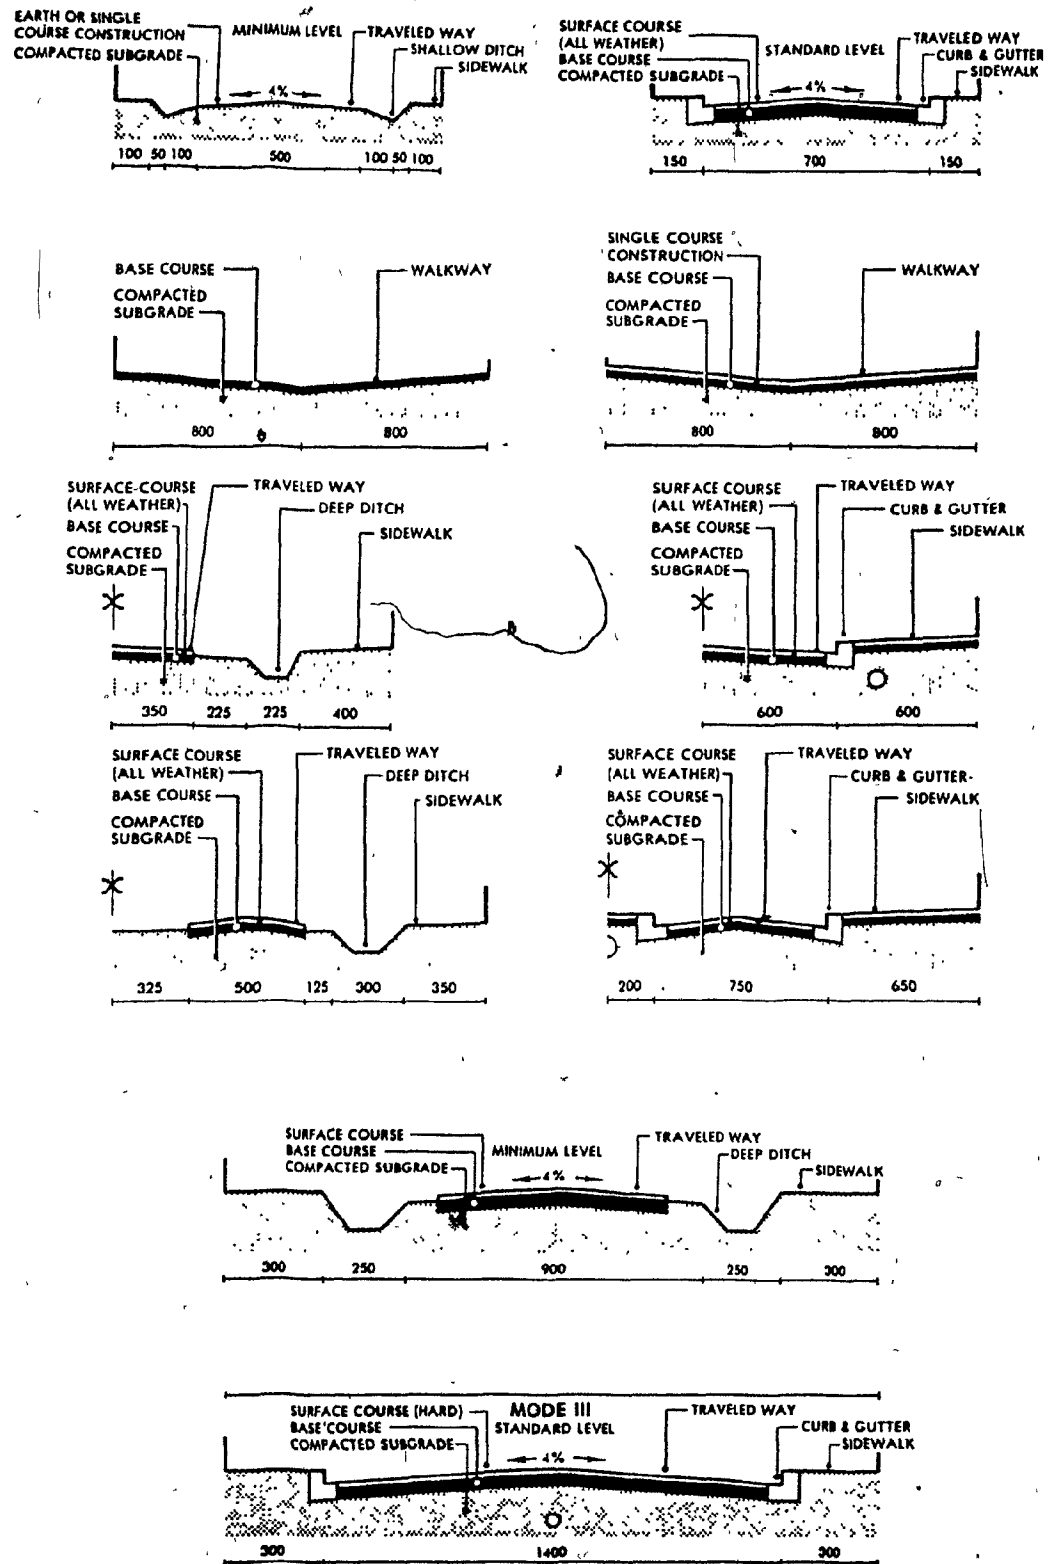 EARTH OR SINGLE
COURSE CONSTRUCTION
COMPACTED SUBGRADE
MINIMUM LEVEL
TRAVELED WAY
SHALLOW DITCH
SIDEWALK
4%
100 50 100 500 100 50 100
SURFACE COURSE
(ALL WEATHER)
BASE COURSE
COMPACTED SUBGRADE
STANDARD LEVEL
TRAVELED WAY
CURB & GUTTER
SIDEWALK
4%
150 700 150
BASE COURSE
COMPACTED
SUBGRADE
WALKWAY
800 800
SINGLE COURSE
CONSTRUCTION
BASE COURSE
COMPACTED
SUBGRADE
WALKWAY
800 800
SURFACE-COURSE
(ALL WEATHER)
BASE COURSE
COMPACTED
SUBGRADE
TRAVELED WAY
DEEP DITCH
SIDEWALK
350 225 225 400
SURFACE COURSE
(ALL WEATHER)
BASE COURSE
COMPACTED
SUBGRADE
TRAVELED WAY
CURB & GUTTER
SIDEWALK
600 600
SURFACE COURSE
(ALL WEATHER)
BASE COURSE
COMPACTED
SUBGRADE
TRAVELED WAY
DEEP DITCH
SIDEWALK
325 500 125 300 350
SURFACE COURSE
(ALL WEATHER)
BASE COURSE
COMPACTED
SUBGRADE
TRAVELED WAY
CURB & GUTTER
SIDEWALK
200 750 650
SURFACE COURSE
BASE COURSE
COMPACTED SUBGRADE
MINIMUM LEVEL
TRAVELED WAY
DEEP DITCH
SIDEWALK
4%
300 250 900 250 300
SURFACE COURSE (HARD)
BASE COURSE
COMPACTED SUBGRADE
MODE III
STANDARD LEVEL
TRAVELED WAY
CURB & GUTTER
SIDEWALK
4%
300 1400 300